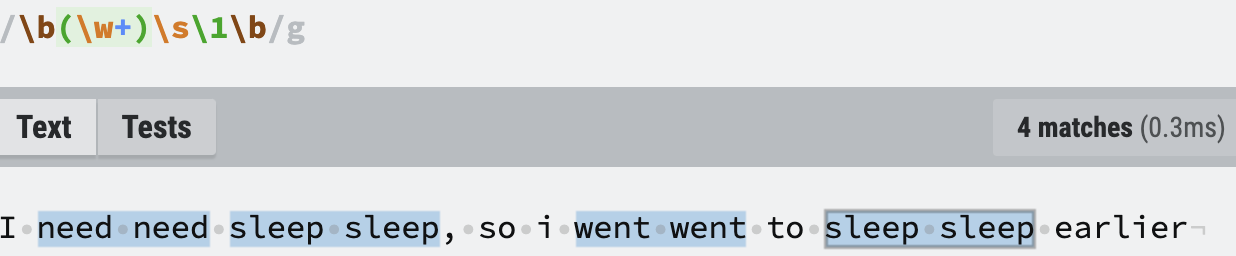 /\b(\w+)\s\1\b/g
Text Tests 4 matches (0.3ms)
I·need·need·sleep·sleep,·so·i·went·went·to·sleep·sleep·earlier¬